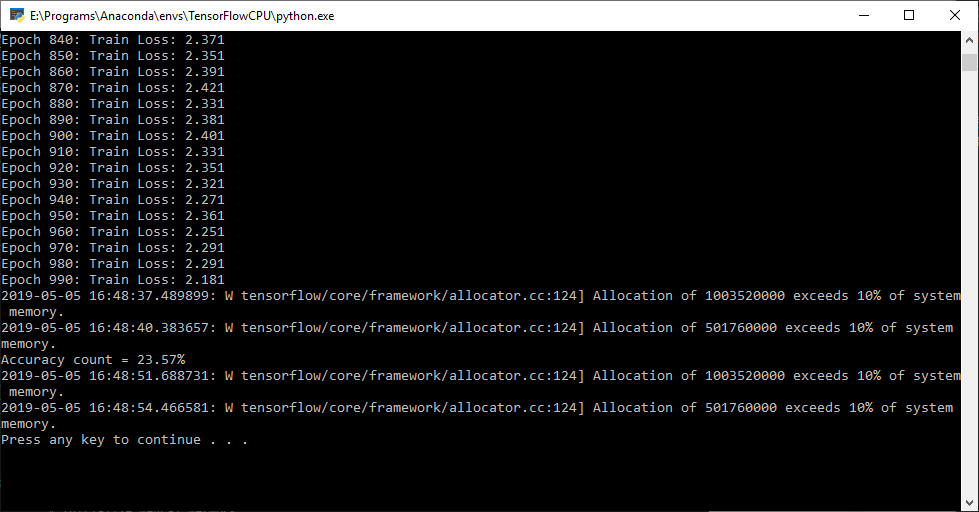 E:\Programs\Anaconda\envs\TensorFlowCPU\python.exe
Epoch 840: Train Loss: 2.371
Epoch 850: Train Loss: 2.351
Epoch 860: Train Loss: 2.391
Epoch 870: Train Loss: 2.421
Epoch 880: Train Loss: 2.331
Epoch 890: Train Loss: 2.381
Epoch 900: Train Loss: 2.401
Epoch 910: Train Loss: 2.331
Epoch 920: Train Loss: 2.351
Epoch 930: Train Loss: 2.321
Epoch 940: Train Loss: 2.271
Epoch 950: Train Loss: 2.361
Epoch 960: Train Loss: 2.251
Epoch 970: Train Loss: 2.291
Epoch 980: Train Loss: 2.291
Epoch 990: Train Loss: 2.181
2019-05-05 16:48:37.489899: W tensorflow/core/framework/allocator.cc:124] Allocation of 1003520000 exceeds 10% of system
memory.
2019-05-05 16:48:40.383657: W tensorflow/core/framework/allocator.cc:124] Allocation of 501760000 exceeds 10% of system
memory.
Accuracy count = 23.57%
2019-05-05 16:48:51.688731: W tensorflow/core/framework/allocator.cc:124] Allocation of 1003520000 exceeds 10% of system
memory.
2019-05-05 16:48:54.466581: W tensorflow/core/framework/allocator.cc:124] Allocation of 501760000 exceeds 10% of system
memory.
Press any key to continue . . .